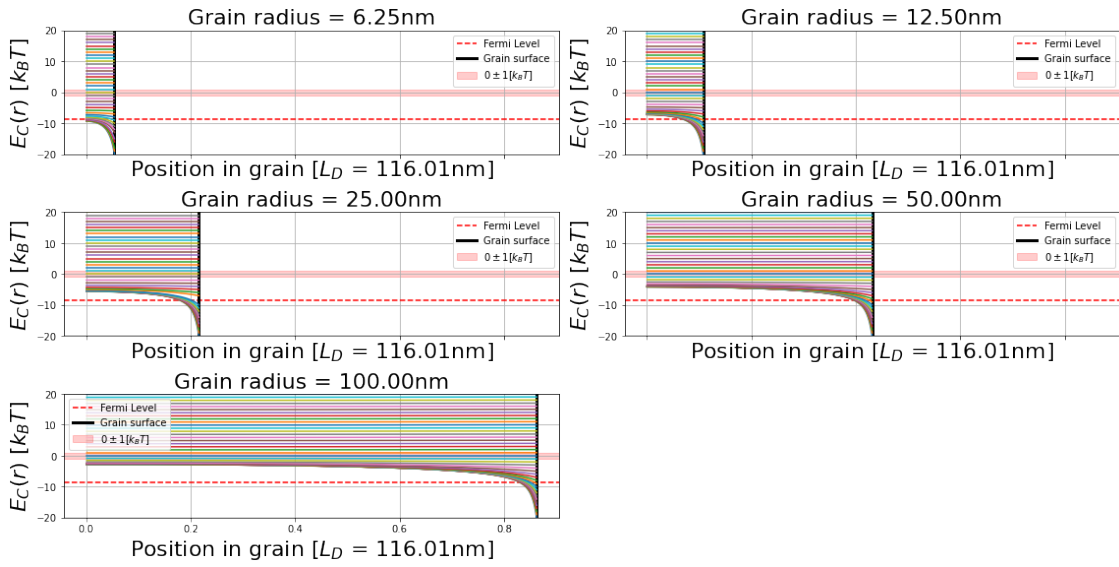 Grain radius = 6.25nm
E_C(r) [k_BT]
20
10
0
−10
−20
Fermi Level
Grain surface
0 ± 1[k_BT]
Position in grain [L_D = 116.01nm]
Grain radius = 12.50nm
E_C(r) [k_BT]
20
10
0
−10
−20
Fermi Level
Grain surface
0 ± 1[k_BT]
Position in grain [L_D = 116.01nm]
Grain radius = 25.00nm
E_C(r) [k_BT]
20
10
0
−10
−20
Fermi Level
Grain surface
0 ± 1[k_BT]
Position in grain [L_D = 116.01nm]
Grain radius = 50.00nm
E_C(r) [k_BT]
20
10
0
−10
−20
Fermi Level
Grain surface
0 ± 1[k_BT]
Position in grain [L_D = 116.01nm]
Grain radius = 100.00nm
E_C(r) [k_BT]
20
10
0
−10
−20
Fermi Level
Grain surface
0 ± 1[k_BT]
0.0 0.2 0.4 0.6 0.8
Position in grain [L_D = 116.01nm]